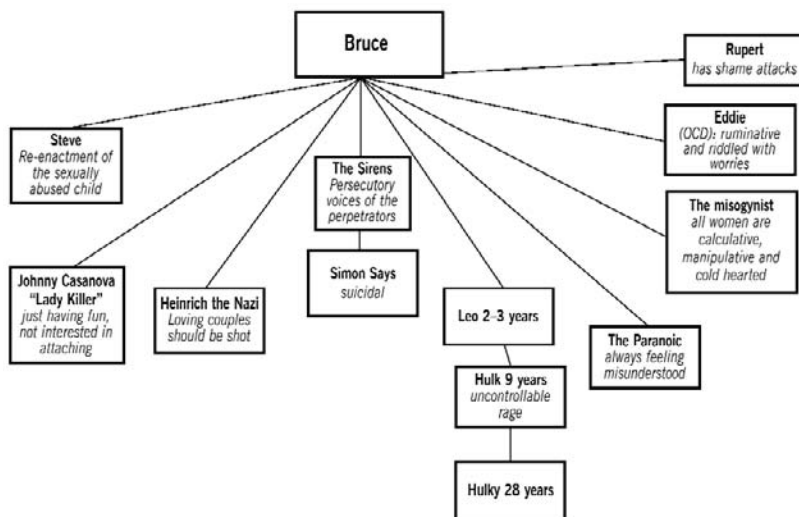 Bruce
Rupert
has shame attacks
Steve
Re-enactment of
the sexually
abused child
Eddie
(OCD): ruminative
and riddled with
worries
The Sirens
Persecutory
voices of the
perpetrators
The misogynist
all women are
calculative,
manipulative and
cold hearted
Johnny Casanova
“Lady Killer”
just having fun,
not interested in
attaching
Heinrich the Nazi
Loving couples
should be shot
Simon Says
suicidal
Leo 2–3 years
The Paranoic
always feeling
misunderstood
Hulk 9 years
uncontrollable
rage
Hulky 28 years